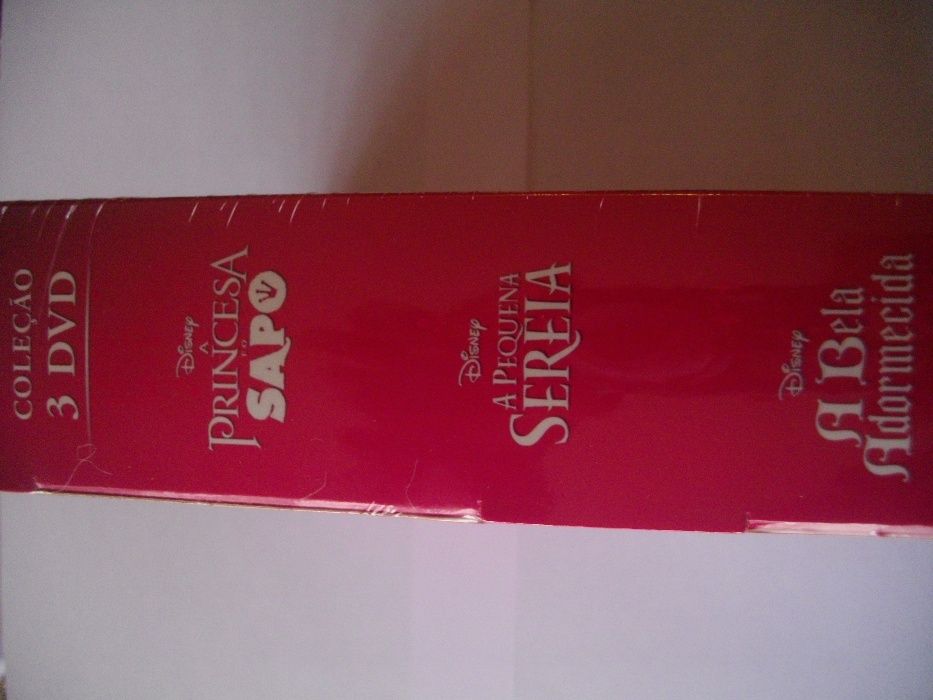 COLEÇÃO
3 DVD
DISNEY
A
PRINCESA
E O
SAPO
DISNEY
A PEQUENA
SEREIA
DISNEY
A Bela
Adormecida